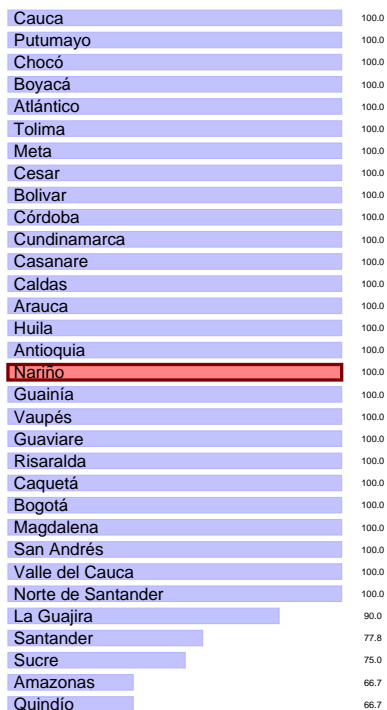 Cauca 100.0
Putumayo 100.0
Chocó 100.0
Boyacá 100.0
Atlántico 100.0
Tolima 100.0
Meta 100.0
Cesar 100.0
Bolivar 100.0
Córdoba 100.0
Cundinamarca 100.0
Casanare 100.0
Caldas 100.0
Arauca 100.0
Huila 100.0
Antioquia 100.0
Nariño 100.0
Guainía 100.0
Vaupés 100.0
Guaviare 100.0
Risaralda 100.0
Caquetá 100.0
Bogotá 100.0
Magdalena 100.0
San Andrés 100.0
Valle del Cauca 100.0
Norte de Santander 100.0
La Guajira 90.0
Santander 77.8
Sucre 75.0
Amazonas 66.7
Quindío 66.7